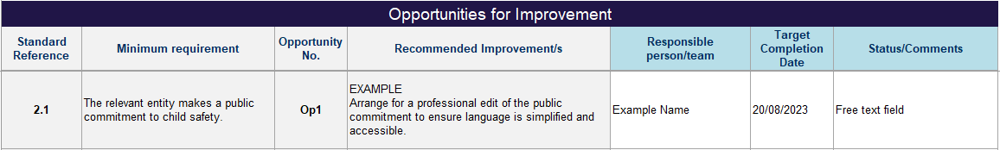 Opportunities for Improvement
Standard Reference
Minimum requirement
Opportunity No.
Recommended Improvement/s
Responsible person/team
Target Completion Date
Status/Comments
2.1
The relevant entity makes a public
commitment to child safety.
Op1
EXAMPLE
Arrange for a professional edit of the public
commitment to ensure language is simplified and
accessible.
Example Name
20/08/2023
Free text field